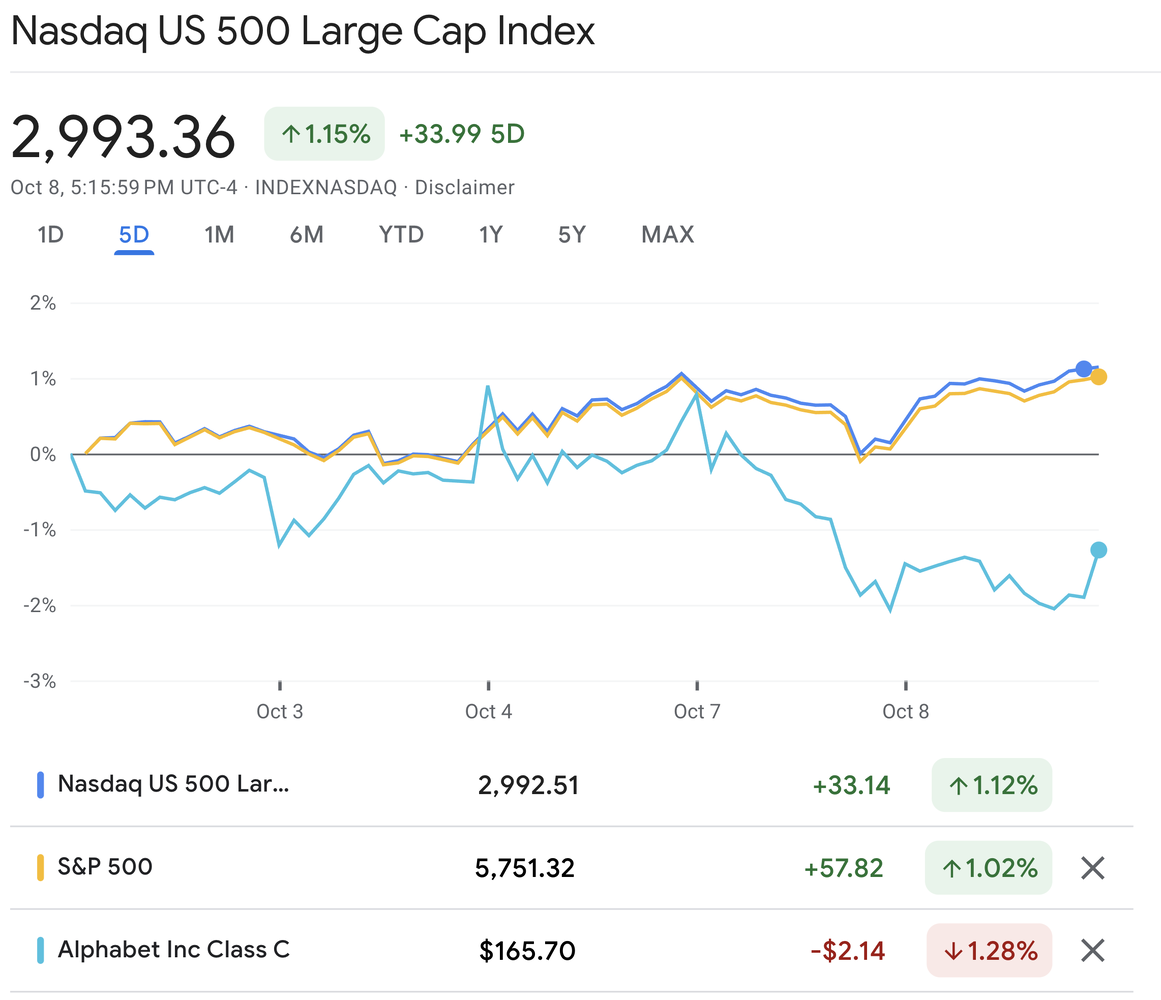 Nasdaq US 500 Large Cap Index
2,993.36 ↑1.15% +33.99 5D
Oct 8, 5:15:59 PM UTC-4 · INDEXNASDAQ · Disclaimer
1D 5D 1M 6M YTD 1Y 5Y MAX
2%
1%
0%
-1%
-2%
-3%
Oct 3 Oct 4 Oct 7 Oct 8
Nasdaq US 500 Lar... 2,992.51 +33.14 ↑1.12%
S&P 500 5,751.32 +57.82 ↑1.02%
Alphabet Inc Class C $165.70 -$2.14 ↓1.28%